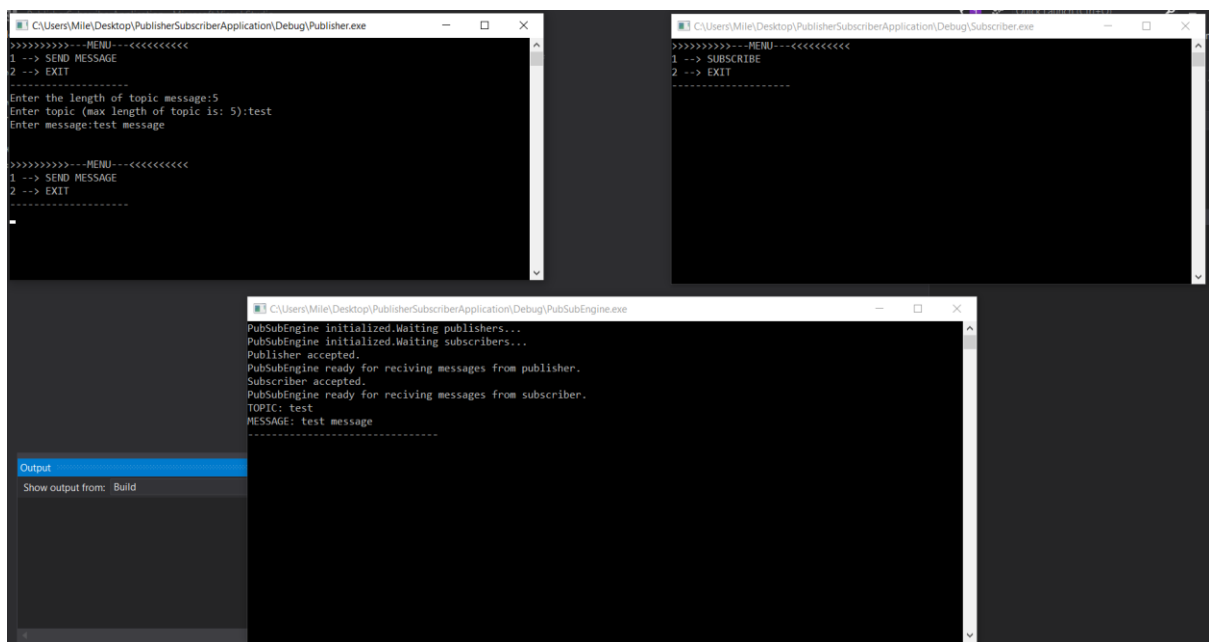 C:\Users\Mile\Desktop\PublisherSubscriberApplication\Debug\Publisher.exe
>>>>>>>>>>---MENU---<<<<<<<<<<
1 --> SEND MESSAGE
2 --> EXIT
--------------------
Enter the length of topic message:5
Enter topic (max length of topic is: 5):test
Enter message:test message
>>>>>>>>>>---MENU---<<<<<<<<<<
1 --> SEND MESSAGE
2 --> EXIT
--------------------
C:\Users\Mile\Desktop\PublisherSubscriberApplication\Debug\Subscriber.exe
>>>>>>>>>>---MENU---<<<<<<<<<<
1 --> SUBSCRIBE
2 --> EXIT
--------------------
C:\Users\Mile\Desktop\PublisherSubscriberApplication\Debug\PubSubEngine.exe
PubSubEngine initialized.Waiting publishers...
PubSubEngine initialized.Waiting subscribers...
Publisher accepted.
PubSubEngine ready for reciving messages from publisher.
Subscriber accepted.
PubSubEngine ready for reciving messages from subscriber.
TOPIC: test
MESSAGE: test message
--------------------------------
Output
Show output from: Build